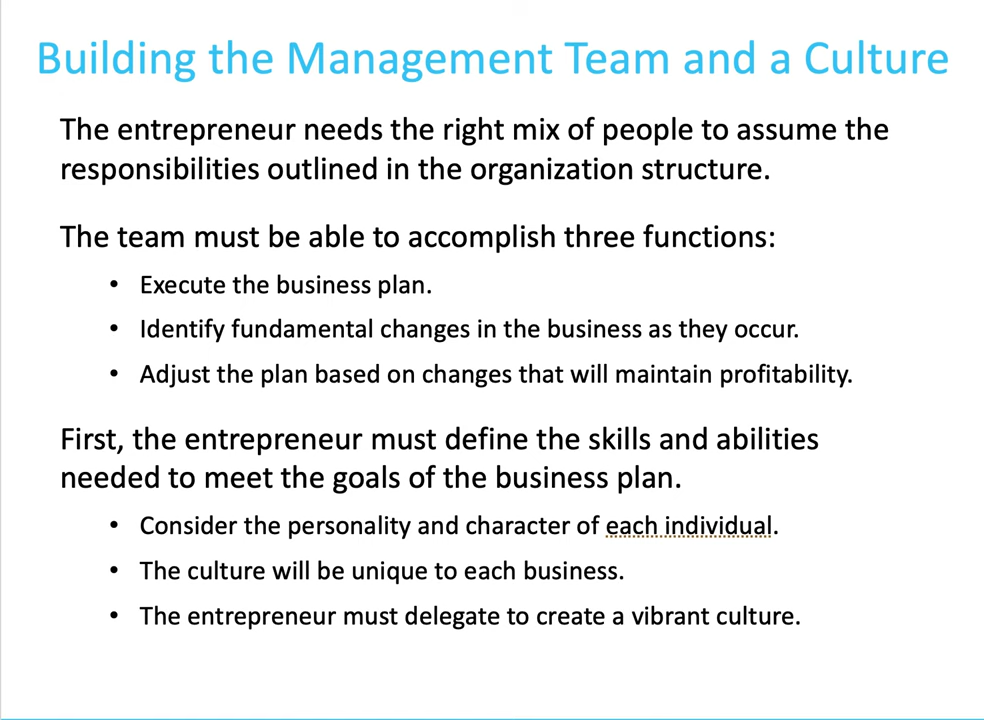 Building the Management Team and a Culture
The entrepreneur needs the right mix of people to assume the
responsibilities outlined in the organization structure.
The team must be able to accomplish three functions:
• Execute the business plan.
• Identify fundamental changes in the business as they occur.
• Adjust the plan based on changes that will maintain profitability.
First, the entrepreneur must define the skills and abilities
needed to meet the goals of the business plan.
• Consider the personality and character of each individual.
• The culture will be unique to each business.
• The entrepreneur must delegate to create a vibrant culture.